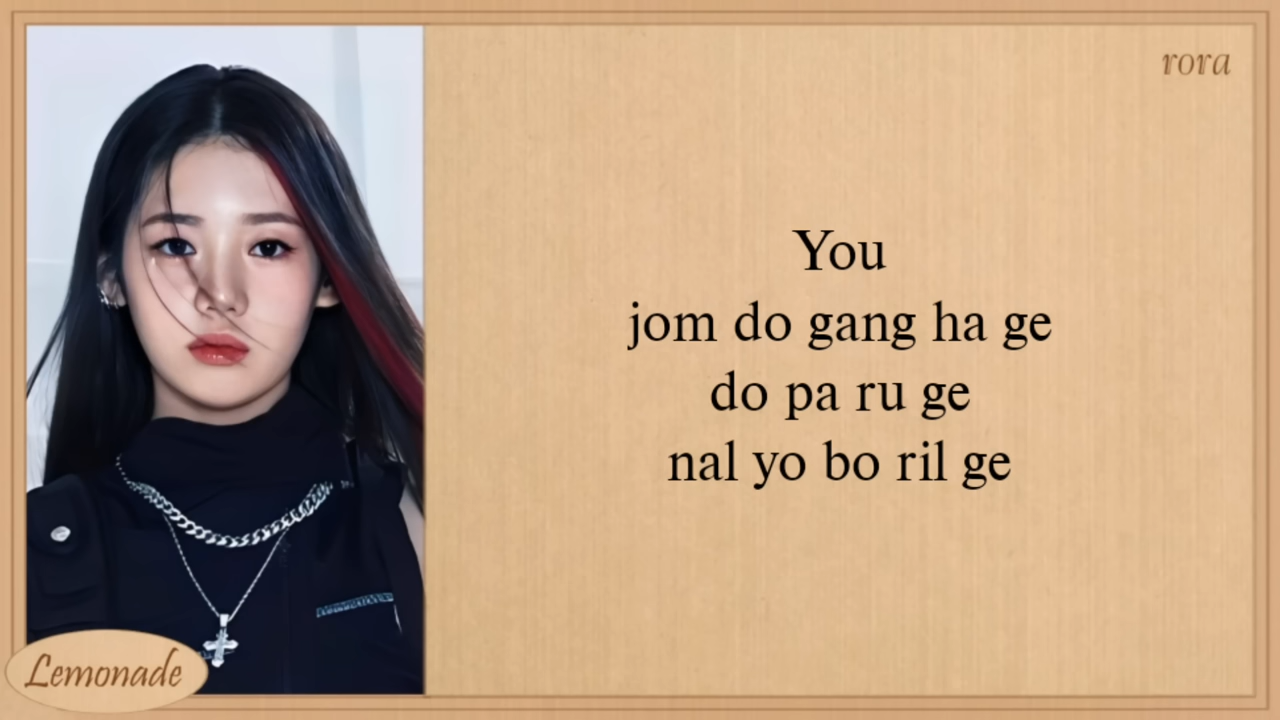 rora
You
jom do gang ha ge
do pa ru ge
nal yo bo ril ge
Lemonade